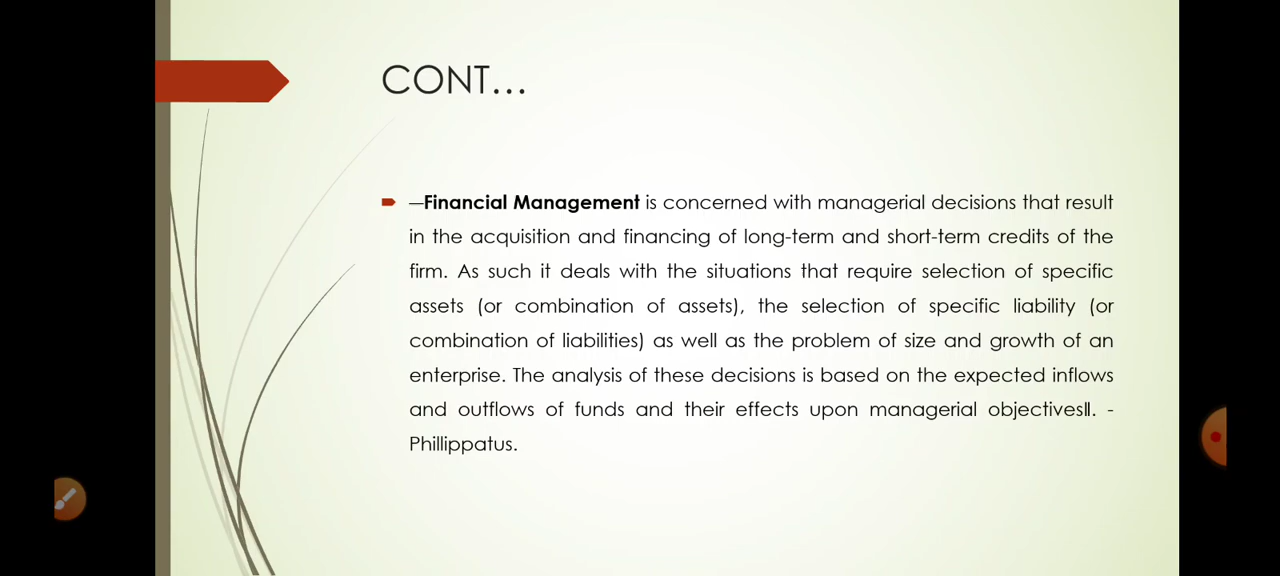 CONT...
—Financial Management is concerned with managerial decisions that result
in the acquisition and financing of long-term and short-term credits of the
firm. As such it deals with the situations that require selection of specific
assets (or combination of assets), the selection of specific liability (or
combination of liabilities) as well as the problem of size and growth of an
enterprise. The analysis of these decisions is based on the expected inflows
and outflows of funds and their effects upon managerial objectives‖. -
Phillippatus.